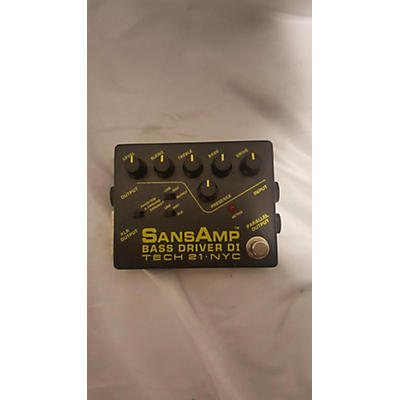 LEVEL BLEND TREBLE BASS DRIVE
OUTPUT
PRESENCE
INPUT
ACTIVE
XLR OUTPUT
PARALLEL OUTPUT
SANSAMP
BASS DRIVER DI
TECH 21·NYC